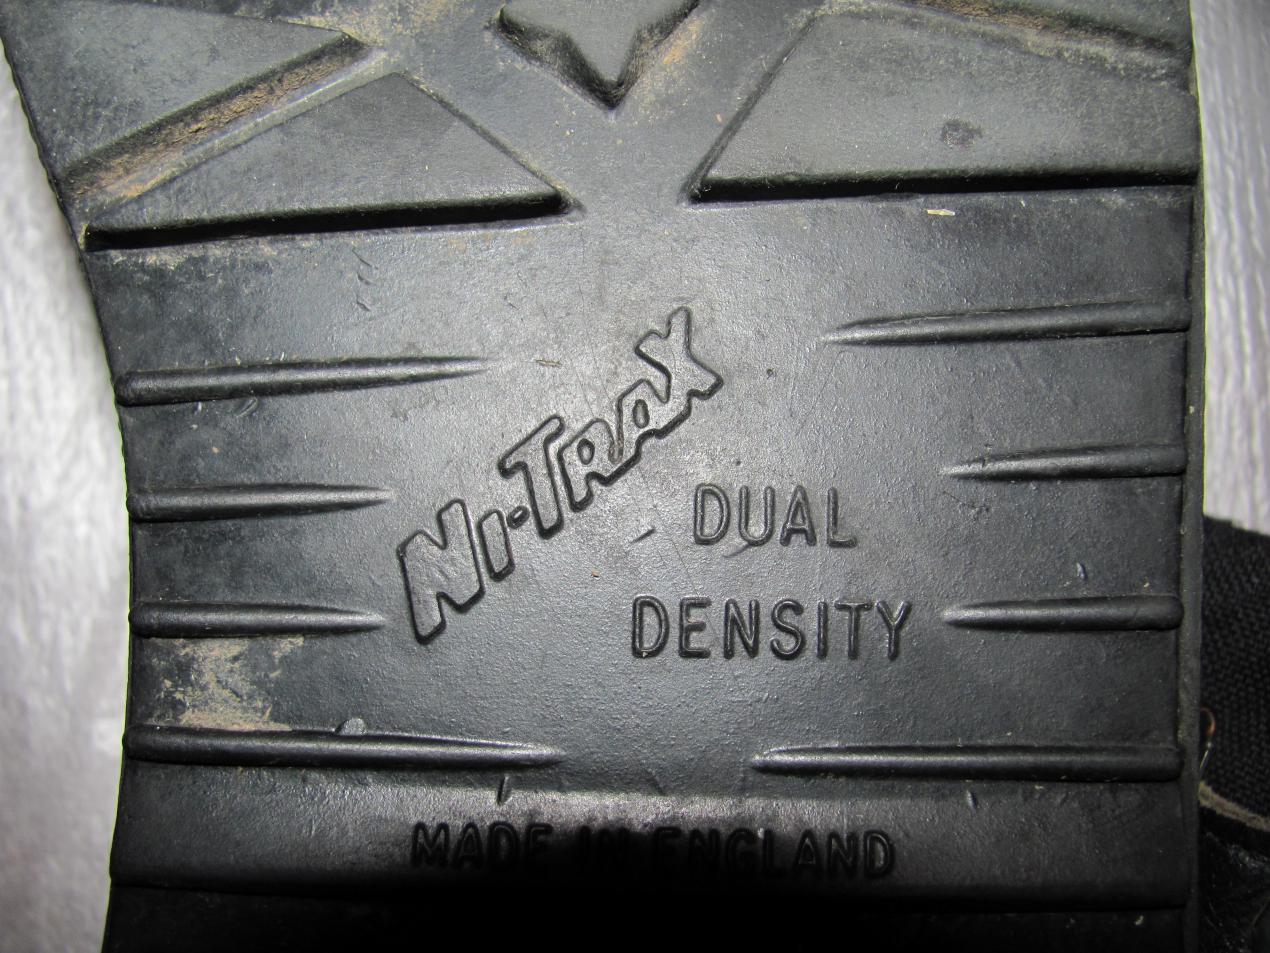 Ni-Trax
DUAL
DENSITY
MADE IN ENGLAND